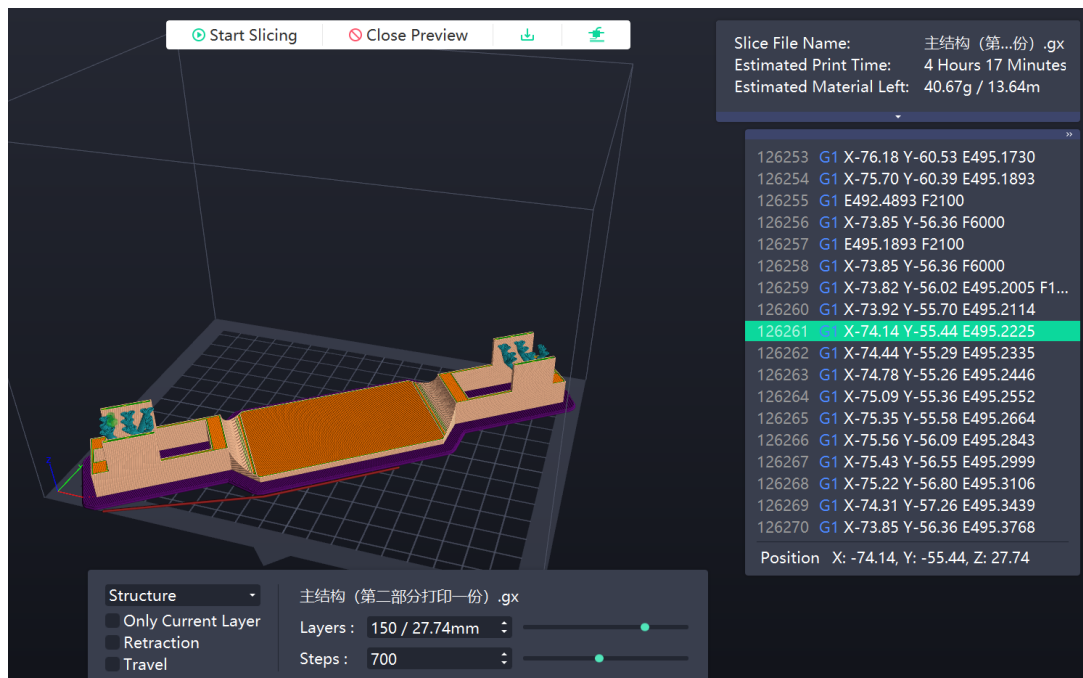 Start Slicing
Close Preview
Slice File Name: 主结构（第...份）.gx
Estimated Print Time: 4 Hours 17 Minutes
Estimated Material Left: 40.67g / 13.64m
»
126253 G1 X-76.18 Y-60.53 E495.1730
126254 G1 X-75.70 Y-60.39 E495.1893
126255 G1 E492.4893 F2100
126256 G1 X-73.85 Y-56.36 F6000
126257 G1 E495.1893 F2100
126258 G1 X-73.85 Y-56.36 F6000
126259 G1 X-73.82 Y-56.02 E495.2005 F1...
126260 G1 X-73.92 Y-55.70 E495.2114
126261 G1 X-74.14 Y-55.44 E495.2225
126262 G1 X-74.44 Y-55.29 E495.2335
126263 G1 X-74.78 Y-55.26 E495.2446
126264 G1 X-75.09 Y-55.36 E495.2552
126265 G1 X-75.35 Y-55.58 E495.2664
126266 G1 X-75.56 Y-56.09 E495.2843
126267 G1 X-75.43 Y-56.55 E495.2999
126268 G1 X-75.22 Y-56.80 E495.3106
126269 G1 X-74.31 Y-57.26 E495.3439
126270 G1 X-73.85 Y-56.36 E495.3768
Position X: -74.14, Y: -55.44, Z: 27.74
Structure
Only Current Layer
Retraction
Travel
主结构（第二部分打印一份）.gx
Layers : 150 / 27.74mm
Steps : 700